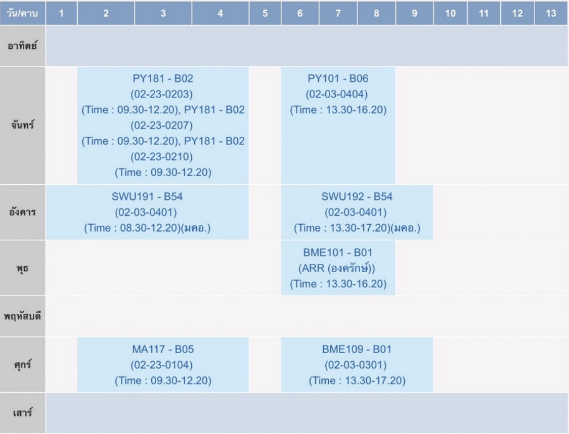 วัน/คาบ 1 2 3 4 5 6 7 8 9 10 11 12 13
อาทิตย์
จันทร์
PY181 - B02
(02-23-0203)
(Time : 09.30-12.20), PY181 - B02
(02-23-0207)
(Time : 09.30-12.20), PY181 - B02
(02-23-0210)
(Time : 09.30-12.20)
PY101 - B06
(02-03-0404)
(Time : 13.30-16.20)
อังคาร
SWU191 - B54
(02-03-0401)
(Time : 08.30-12.20)(มคอ.)
SWU192 - B54
(02-03-0401)
(Time : 13.30-17.20)(มคอ.)
พุธ
BME101 - B01
(ARR (องครักษ์))
(Time : 13.30-16.20)
พฤหัสบดี
ศุกร์
MA117 - B05
(02-23-0104)
(Time : 09.30-12.20)
BME109 - B01
(02-03-0301)
(Time : 13.30-17.20)
เสาร์